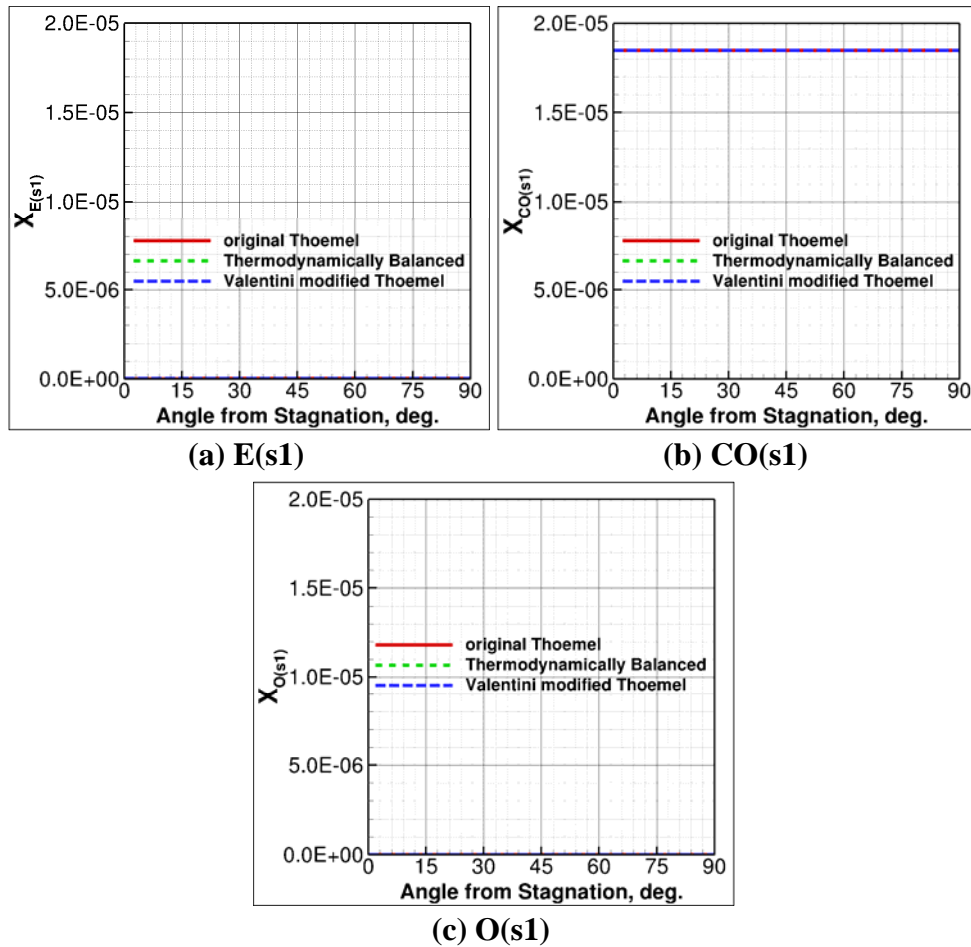 2.0E-05
1.5E-05
1.0E-05
5.0E-06
0.0E+00
X_E(s1)
original Thoemel
Thermodynamically Balanced
Valentini modified Thoemel
0 15 30 45 60 75 90
Angle from Stagnation, deg.
(a) E(s1)
2.0E-05
1.5E-05
1.0E-05
5.0E-06
0.0E+00
X_CO(s1)
original Thoemel
Thermodynamically Balanced
Valentini modified Thoemel
0 15 30 45 60 75 90
Angle from Stagnation, deg.
(b) CO(s1)
2.0E-05
1.5E-05
1.0E-05
5.0E-06
0.0E+00
X_O(s1)
original Thoemel
Thermodynamically Balanced
Valentini modified Thoemel
0 15 30 45 60 75 90
Angle from Stagnation, deg.
(c) O(s1)